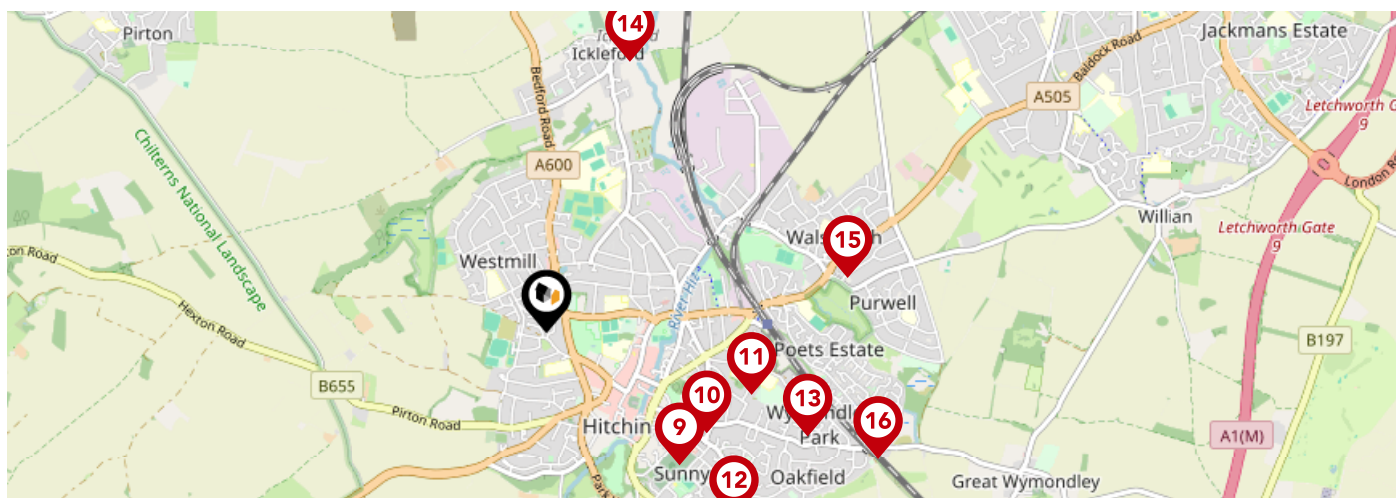 Pirton
14
Ickleford
Jackmans Estate
Baldock Road
Bedford Road
A505
Letchworth G
9
A600
London R
Chilterns National Landscape
Willian
Letchworth Gate
9
15
Westmill
ton Road
River Hiz
Purwell
Hexton Road
B197
Poets Estate
11
B655
10
13
Pirton Road
16
Hitchin
9
Park
A1(M)
Sunny
12
Oakfield
Great Wymondley
Park